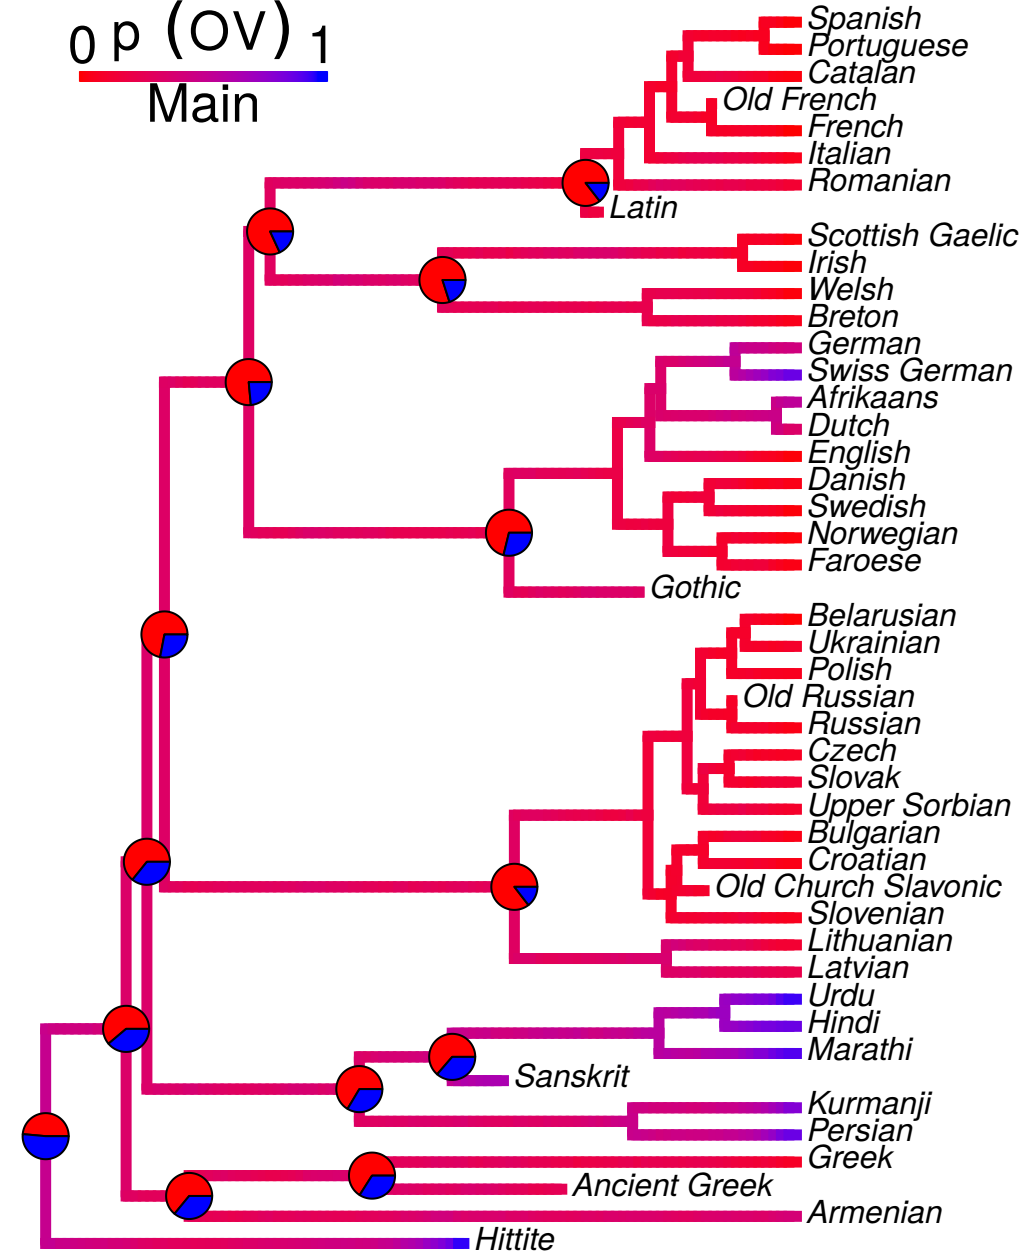 0 p (OV) 1
Main
Spanish
Portuguese
Catalan
Old French
French
Italian
Romanian
Latin
Scottish Gaelic
Irish
Welsh
Breton
German
Swiss German
Afrikaans
Dutch
English
Danish
Swedish
Norwegian
Faroese
Gothic
Belarusian
Ukrainian
Polish
Old Russian
Russian
Czech
Slovak
Upper Sorbian
Bulgarian
Croatian
Old Church Slavonic
Slovenian
Lithuanian
Latvian
Urdu
Hindi
Marathi
Sanskrit
Kurmanji
Persian
Greek
Ancient Greek
Armenian
Hittite